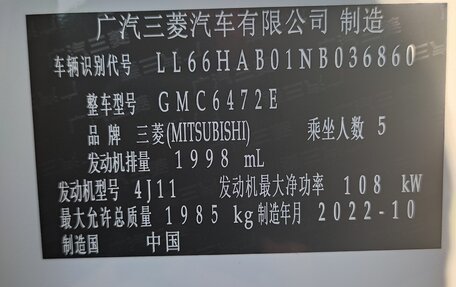 广汽三菱汽车有限公司 制造
车辆识别代号 LL66HAB01NB036860
整车型号 GMC6472E
品牌 三菱(MITSUBISHI) 乘坐人数 5
发动机排量 1998 mL
发动机型号 4J11 发动机最大净功率 108 kW
最大允许总质量 1985 kg 制造年月 2022-10
制造国 中国